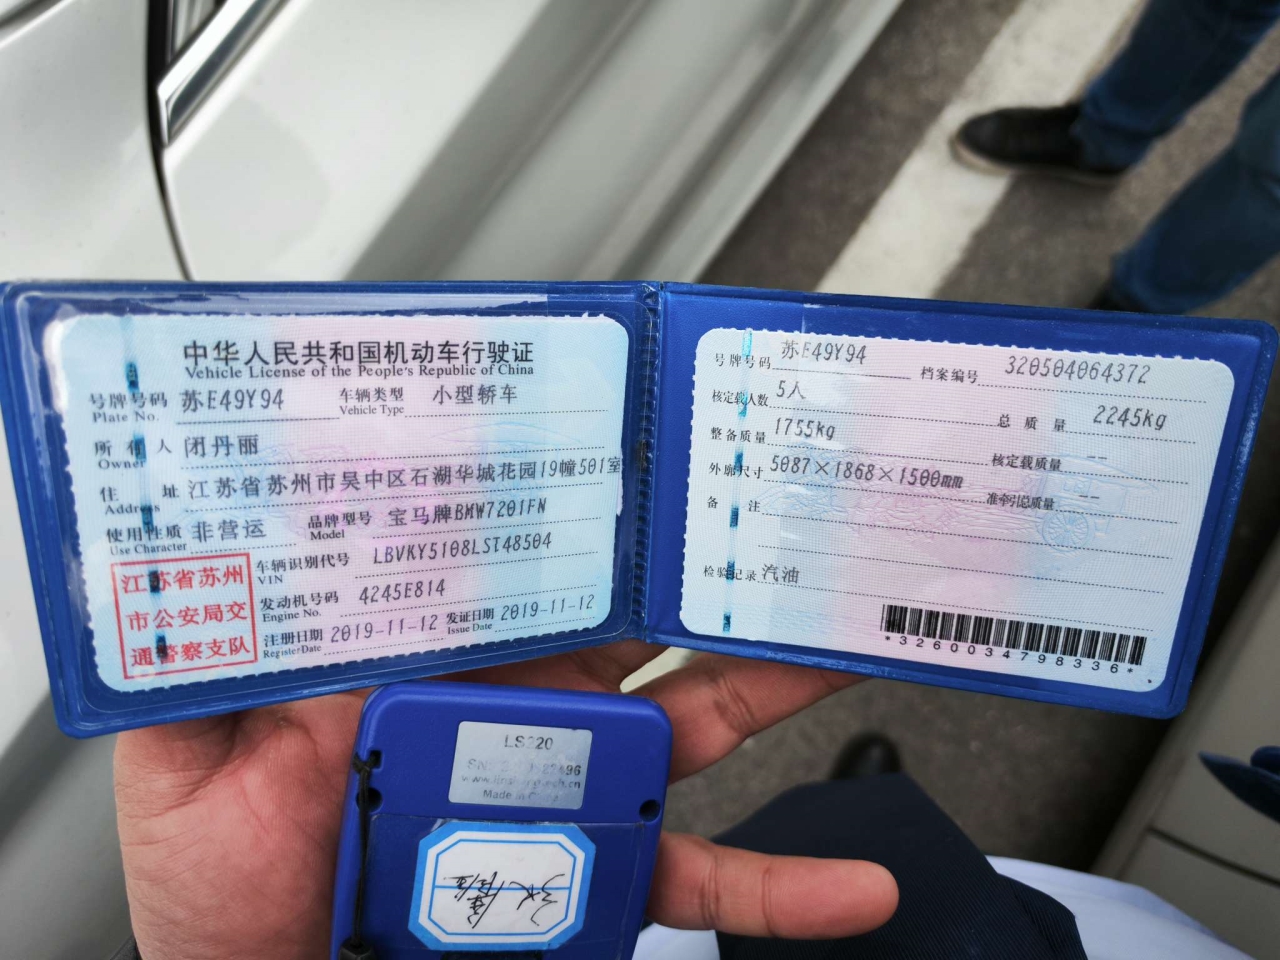 中华人民共和国机动车行驶证
Vehicle License of the People's Republic of China
号牌号码 苏E49Y94 车辆类型 小型轿车
Plate No. Vehicle Type
所有人 闭丹丽
Owner
住址 江苏省苏州市吴中区石湖华城花园19幢501室
Address
使用性质 非营运 品牌型号 宝马牌BMW7201FN
Use Character Model
江苏省苏州
市公安局交
通警察支队
车辆识别代号 LBVKY5108LST48504
VIN
发动机号码 4245E814
Engine No.
注册日期 2019-11-12 发证日期 2019-11-12
Register Date Issue Date
号牌号码 苏E49Y94 档案编号 320504064372
核定载人数 5人 总质量 2245kg
整备质量 1755kg 核定载质量 --
外廓尺寸 5087×1868×1500mm 准牵引总质量 --
备注
检验记录 汽油
*3260034798336*
LS220
Made in China